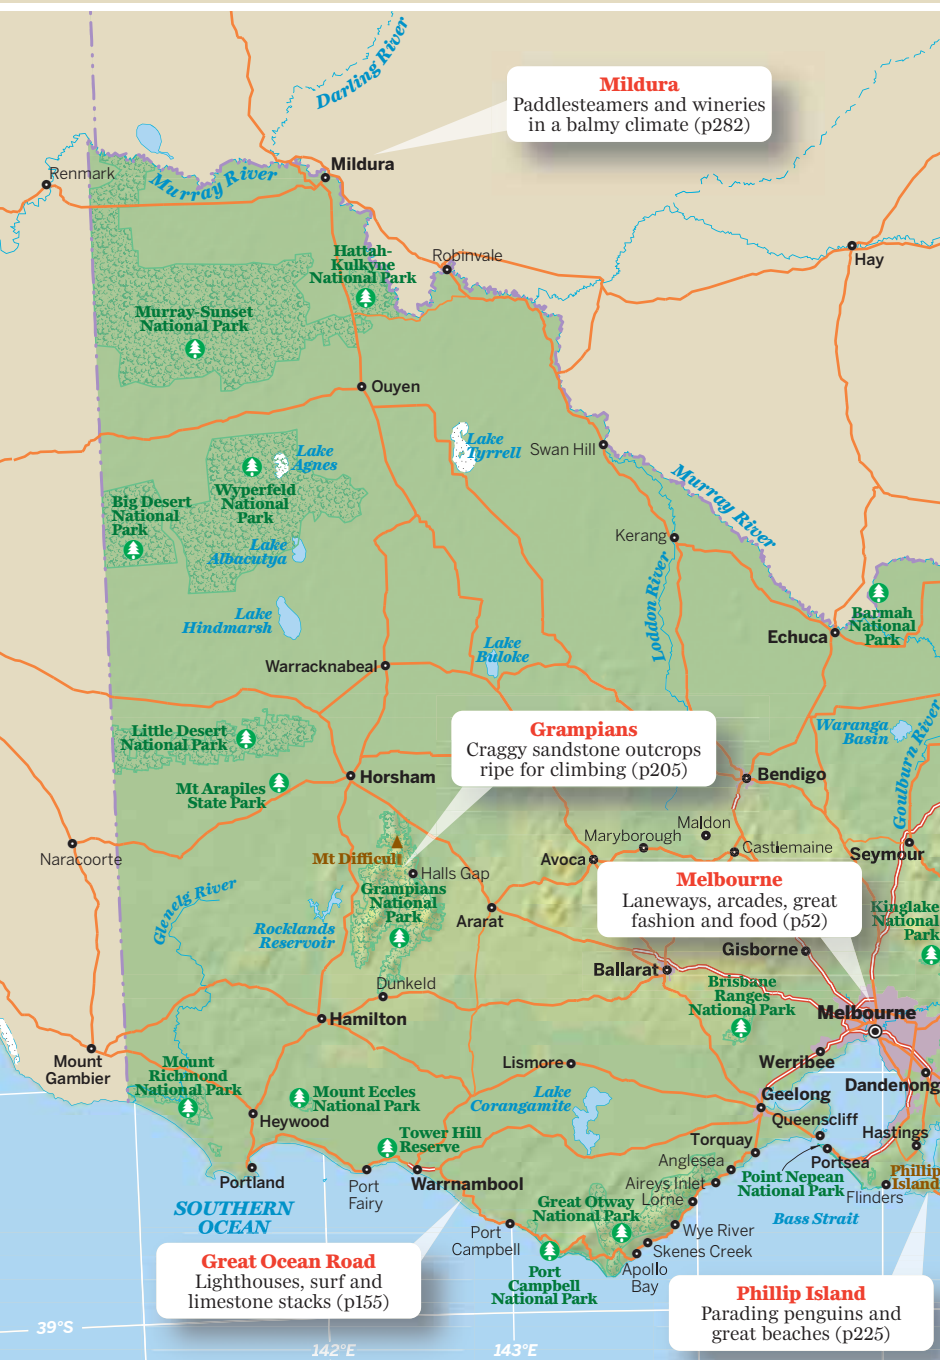 Darling River
Mildura
Paddlesteamers and wineries
in a balmy climate (p282)
Renmark
Murray River
Mildura
Hattah-
Kulkyne
National Park
Robinvale
Hay
Murray-Sunset
National Park
Ouyen
Lake
Tyrrell
Swan Hill
Lake
Agnes
Wyperfeld
National
Park
Big Desert
National
Park
Murray River
Kerang
Lake
Albacutya
Loddon River
Lake
Hindmarsh
Barmah
National
Park
Echuca
Lake
Buloke
Warracknabeal
Little Desert
National Park
Grampians
Craggy sandstone outcrops
ripe for climbing (p205)
Waranga
Basin
Goulburn River
Horsham
Bendigo
Mt Arapiles
State Park
Maldon
Maryborough
Castlemaine
Seymour
Naracoorte
Mt Difficult
Avoca
Halls Gap
Melbourne
Laneways, arcades, great
fashion and food (p52)
Glenelg River
Grampians
National
Park
Kinglake
National
Park
Ararat
Rocklands
Reservoir
Gisborne
Ballarat
Dunkeld
Brisbane
Ranges
National Park
Hamilton
Melbourne
Mount
Gambier
Mount
Richmond
National Park
Lismore
Werribee
Dandenong
Mount Eccles
National Park
Lake
Corangamite
Geelong
Heywood
Queenscliff
Tower Hill
Reserve
Torquay
Hastings
Anglesea
Portsea
Portland
Port
Fairy
Warrnambool
Aireys Inlet
Point Nepean
National Park
Phillip
Island
Flinders
Lorne
Great Otway
National Park
SOUTHERN
OCEAN
Bass Strait
Wye River
Port
Campbell
Skenes Creek
Apollo
Bay
Great Ocean Road
Lighthouses, surf and
limestone stacks (p155)
Port
Campbell
National Park
Phillip Island
Parading penguins and
great beaches (p225)
39°S
142°E
143°E